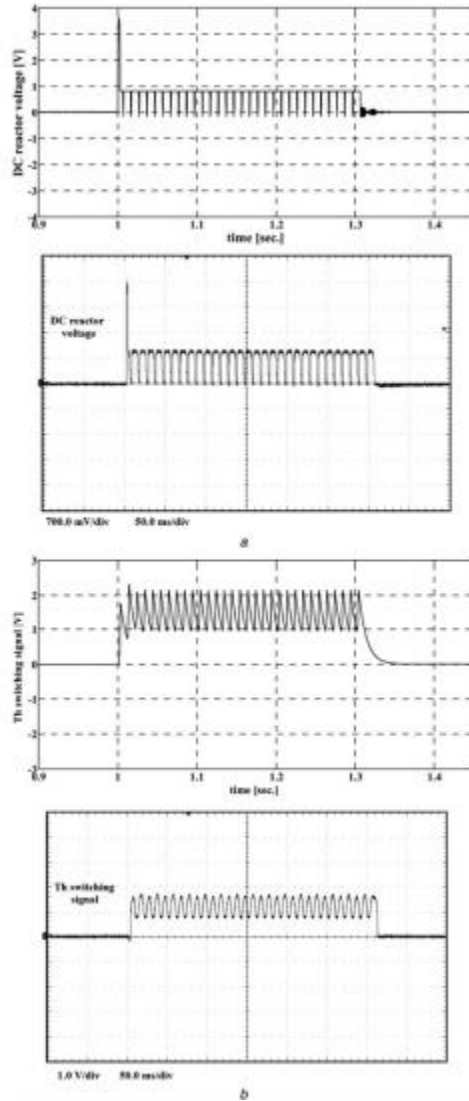 4
3
2
1
0
-1
-2
-3
-4
DC reactor voltage [V]
0.9 1 1.1 1.2 1.3 1.4
time [sec.]
DC reactor
voltage
700.0 mV/div 50.0 ms/div
a
3
2
1
0
-1
-2
-3
Th switching signal [V]
0.9 1 1.1 1.2 1.3 1.4
time [sec.]
Th switching
signal
1.0 V/div 50.0 ms/div
b